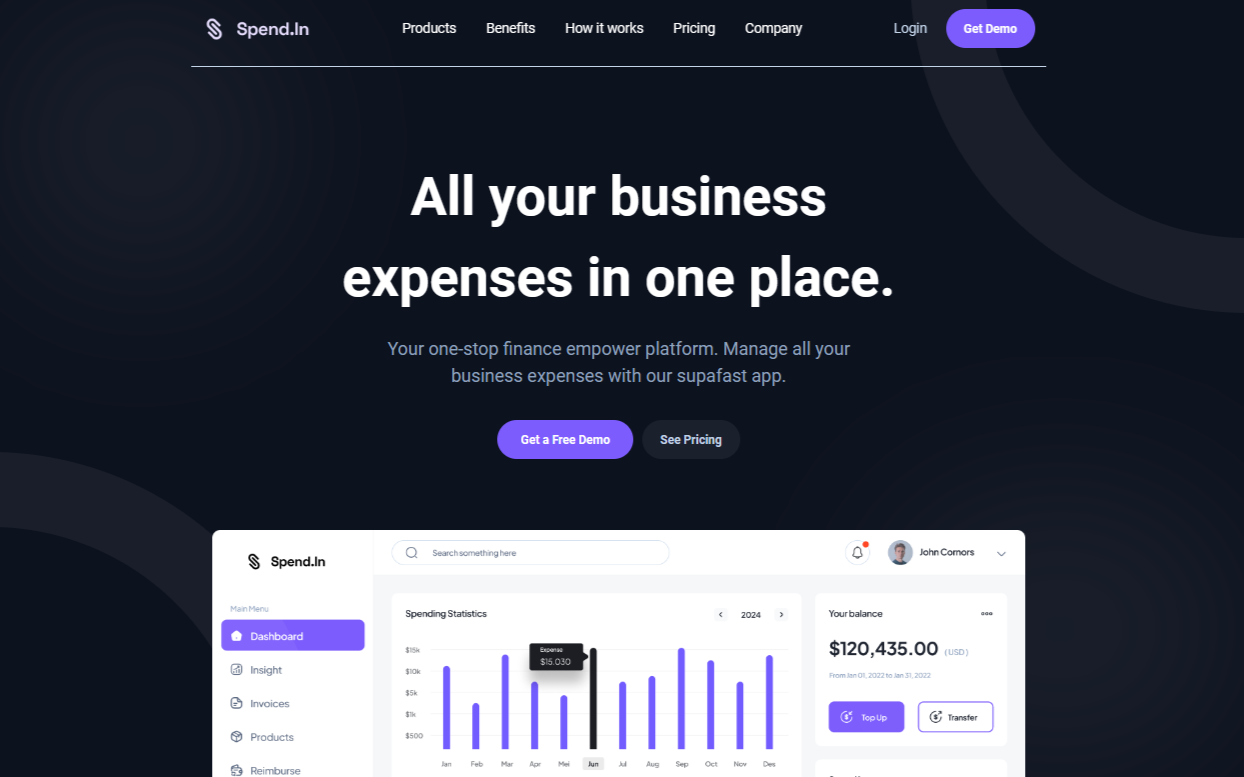 Spend.In
Products Benefits How it works Pricing Company
Login Get Demo
All your business
expenses in one place.
Your one-stop finance empower platform. Manage all your
business expenses with our supafast app.
Get a Free Demo See Pricing
Spend.In
Search something here
John Cornors
Main Menu
Dashboard
Insight
Invoices
Products
Reimburse
Spending Statistics
2024
$15k
$10k
$5k
$1k
$500
Expense
$15.030
Jan Feb Mar Apr Mei Jun Jul Aug Sep Oct Nov Des
Your balance
$120,435.00 (USD)
From Jan 01, 2022 to Jan 31, 2022
Top Up Transfer